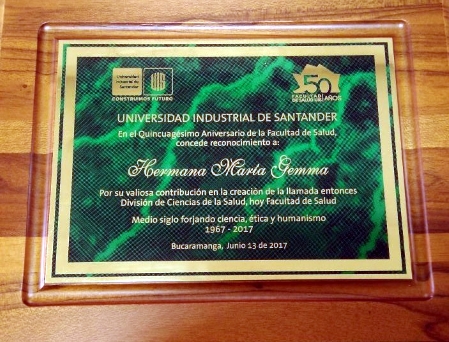 Universidad
Industrial de
Santander
UIS
CONSTRUIMOS FUTURO
50
FACULTAD
DE SALUD UIS
AÑOS
UNIVERSIDAD INDUSTRIAL DE SANTANDER
En el Quincuagésimo Aniversario de la Facultad de Salud,
concede reconocimiento a:
Hermana María Gemma
Por su valiosa contribución en la creación de la llamada entonces
División de Ciencias de la Salud, hoy Facultad de Salud
Medio siglo forjando ciencia, ética y humanismo
1967 - 2017
Bucaramanga, Junio 13 de 2017